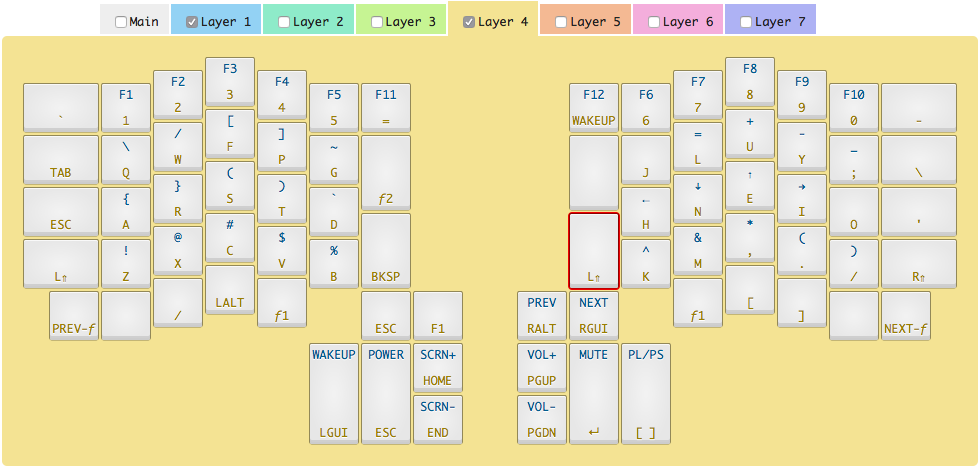 Main Layer 1 Layer 2 Layer 3 Layer 4 Layer 5 Layer 6 Layer 7
F3 F8
F2 F4 F7 F9
F1 3 F5 F11 F12 F6 8 F10
2 4 7 9
` 1 [ 5 = WAKEUP 6 + 0 -
/ ] = -
\ F ~ U _
W P L Y
TAB Q ( G J ↑ ; \
} ) ↓ →
{ S ` ƒ2 ← E
R T N I
ESC A # D H * O '
@ $ & (
! C % ^ , )
X V M .
L⇑ Z B BKSP L⇑ K / R⇑
LALT [
PREV NEXT
/ ƒ1 ƒ1 ]
PREV-ƒ ESC F1 RALT RGUI NEXT-ƒ
WAKEUP POWER SCRN+ VOL+ MUTE PL/PS
HOME PGUP
SCRN- VOL-
LGUI ESC END PGDN ↵ [ ]